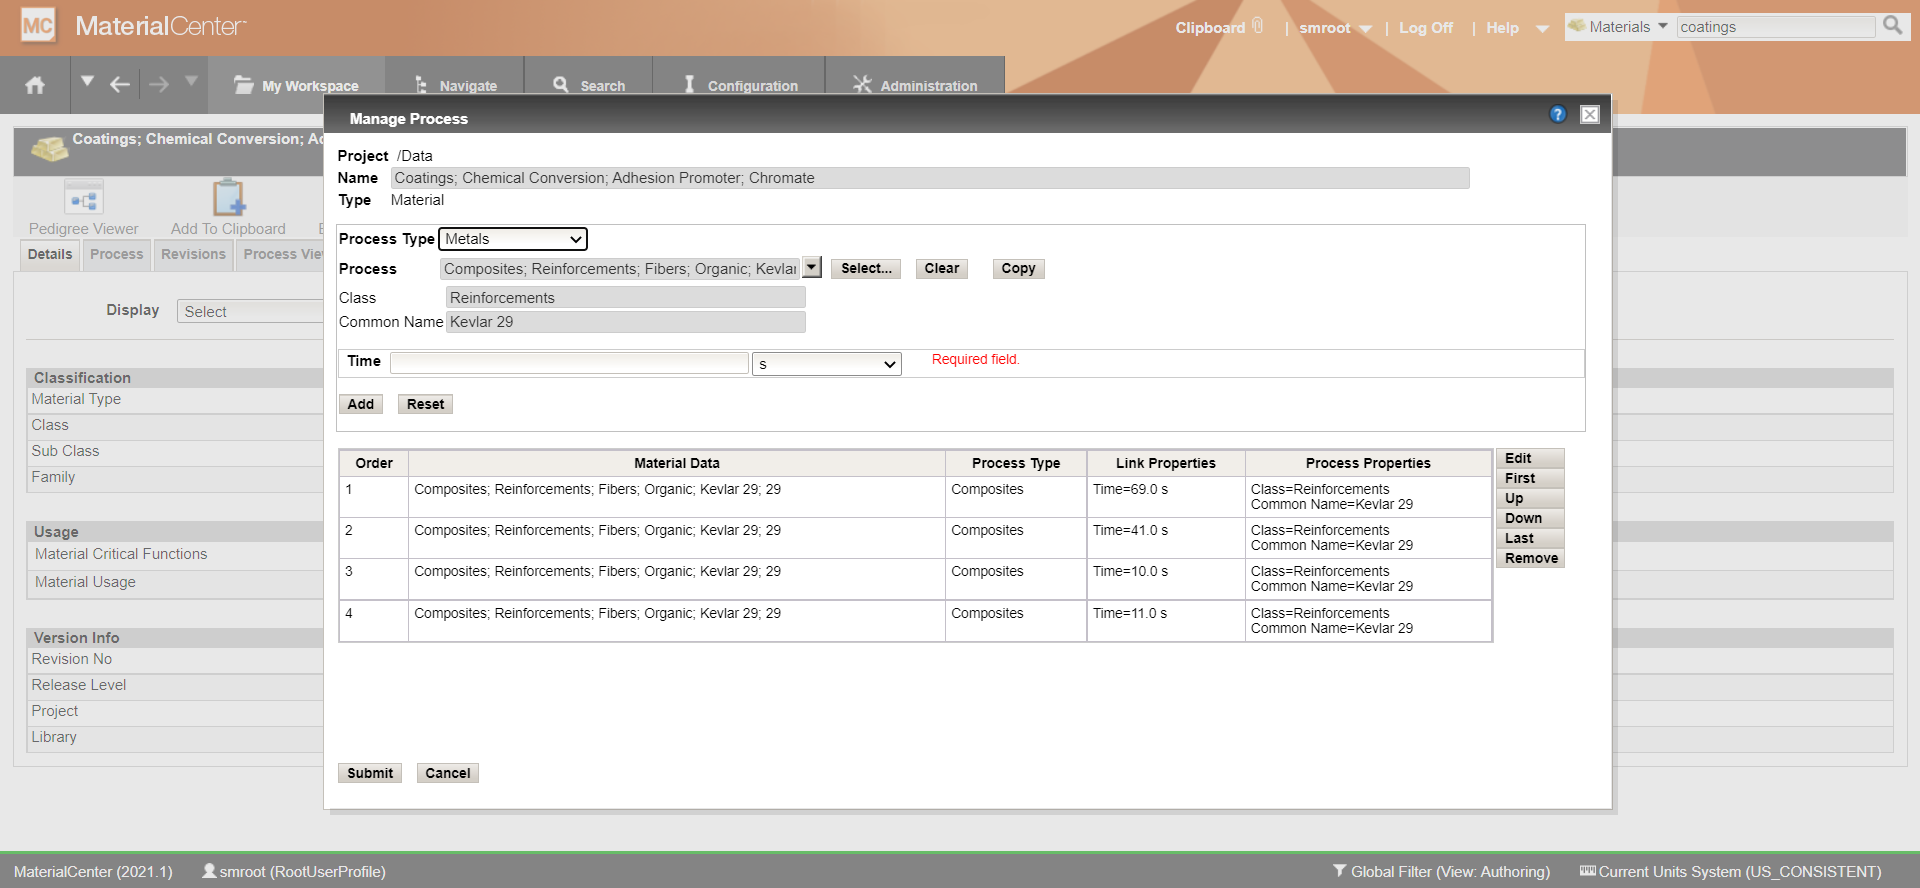 MC MaterialCenter
Clipboard | smroot | Log Off | Help Materials coatings
My Workspace Navigate Search Configuration Administration
Manage Process ?
Coatings; Chemical Conversion; Ad
Pedigree Viewer Add To Clipboard
Details Process Revisions Process Vie
Display Select
Classification
Material Type
Class
Sub Class
Family
Usage
Material Critical Functions
Material Usage
Version Info
Revision No
Release Level
Project
Library
Project /Data
Name Coatings; Chemical Conversion; Adhesion Promoter; Chromate
Type Material
Process Type Metals
Process Composites; Reinforcements; Fibers; Organic; Kevlar Select... Clear Copy
Class Reinforcements
Common Name Kevlar 29
Time s Required field.
Add Reset
Order Material Data Process Type Link Properties Process Properties
1 Composites; Reinforcements; Fibers; Organic; Kevlar 29; 29 Composites Time=69.0 s Class=Reinforcements
Common Name=Kevlar 29
2 Composites; Reinforcements; Fibers; Organic; Kevlar 29; 29 Composites Time=41.0 s Class=Reinforcements
Common Name=Kevlar 29
3 Composites; Reinforcements; Fibers; Organic; Kevlar 29; 29 Composites Time=10.0 s Class=Reinforcements
Common Name=Kevlar 29
4 Composites; Reinforcements; Fibers; Organic; Kevlar 29; 29 Composites Time=11.0 s Class=Reinforcements
Common Name=Kevlar 29
Edit
First
Up
Down
Last
Remove
Submit Cancel
MaterialCenter (2021.1) smroot (RootUserProfile) Global Filter (View: Authoring) Current Units System (US_CONSISTENT)